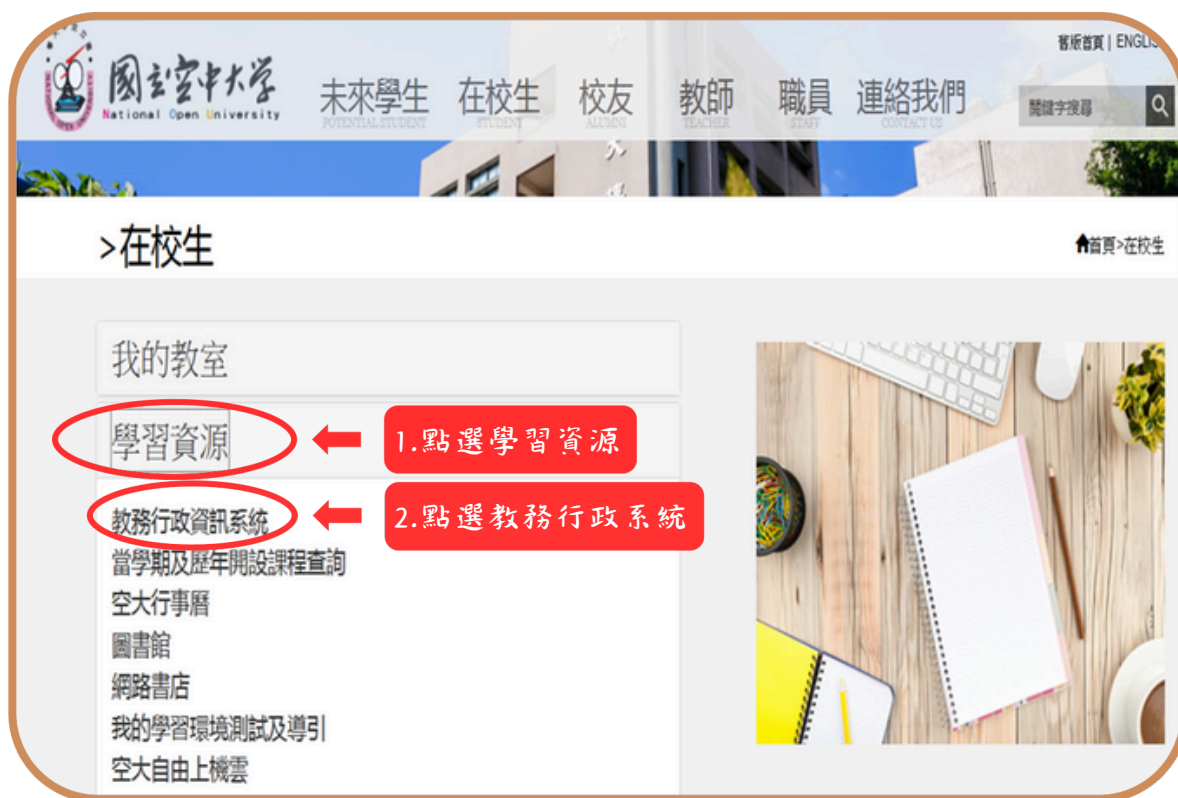 舊版首頁 | ENGLIS
國立空中大学
National Open University
未來學生 在校生 校友 教師 職員 連絡我們
POTENTIAL STUDENT STUDENT ALUMNI TEACHER STAFF CONTACT US
關鍵字搜尋
>在校生
首頁>在校生
我的教室
學習資源
1.點選學習資源
教務行政資訊系統
2.點選教務行政系統
當學期及歷年開設課程查詢
空大行事曆
圖書館
網路書店
我的學習環境測試及導引
空大自由上機雲